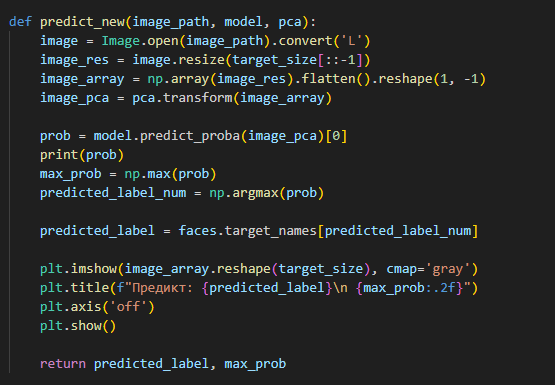 def predict_new(image_path, model, pca):
    image = Image.open(image_path).convert('L')
    image_res = image.resize(target_size[::-1])
    image_array = np.array(image_res).flatten().reshape(1, -1)
    image_pca = pca.transform(image_array)

    prob = model.predict_proba(image_pca)[0]
    print(prob)
    max_prob = np.max(prob)
    predicted_label_num = np.argmax(prob)

    predicted_label = faces.target_names[predicted_label_num]

    plt.imshow(image_array.reshape(target_size), cmap='gray')
    plt.title(f"Предикт: {predicted_label}\n {max_prob:.2f}")
    plt.axis('off')
    plt.show()

    return predicted_label, max_prob